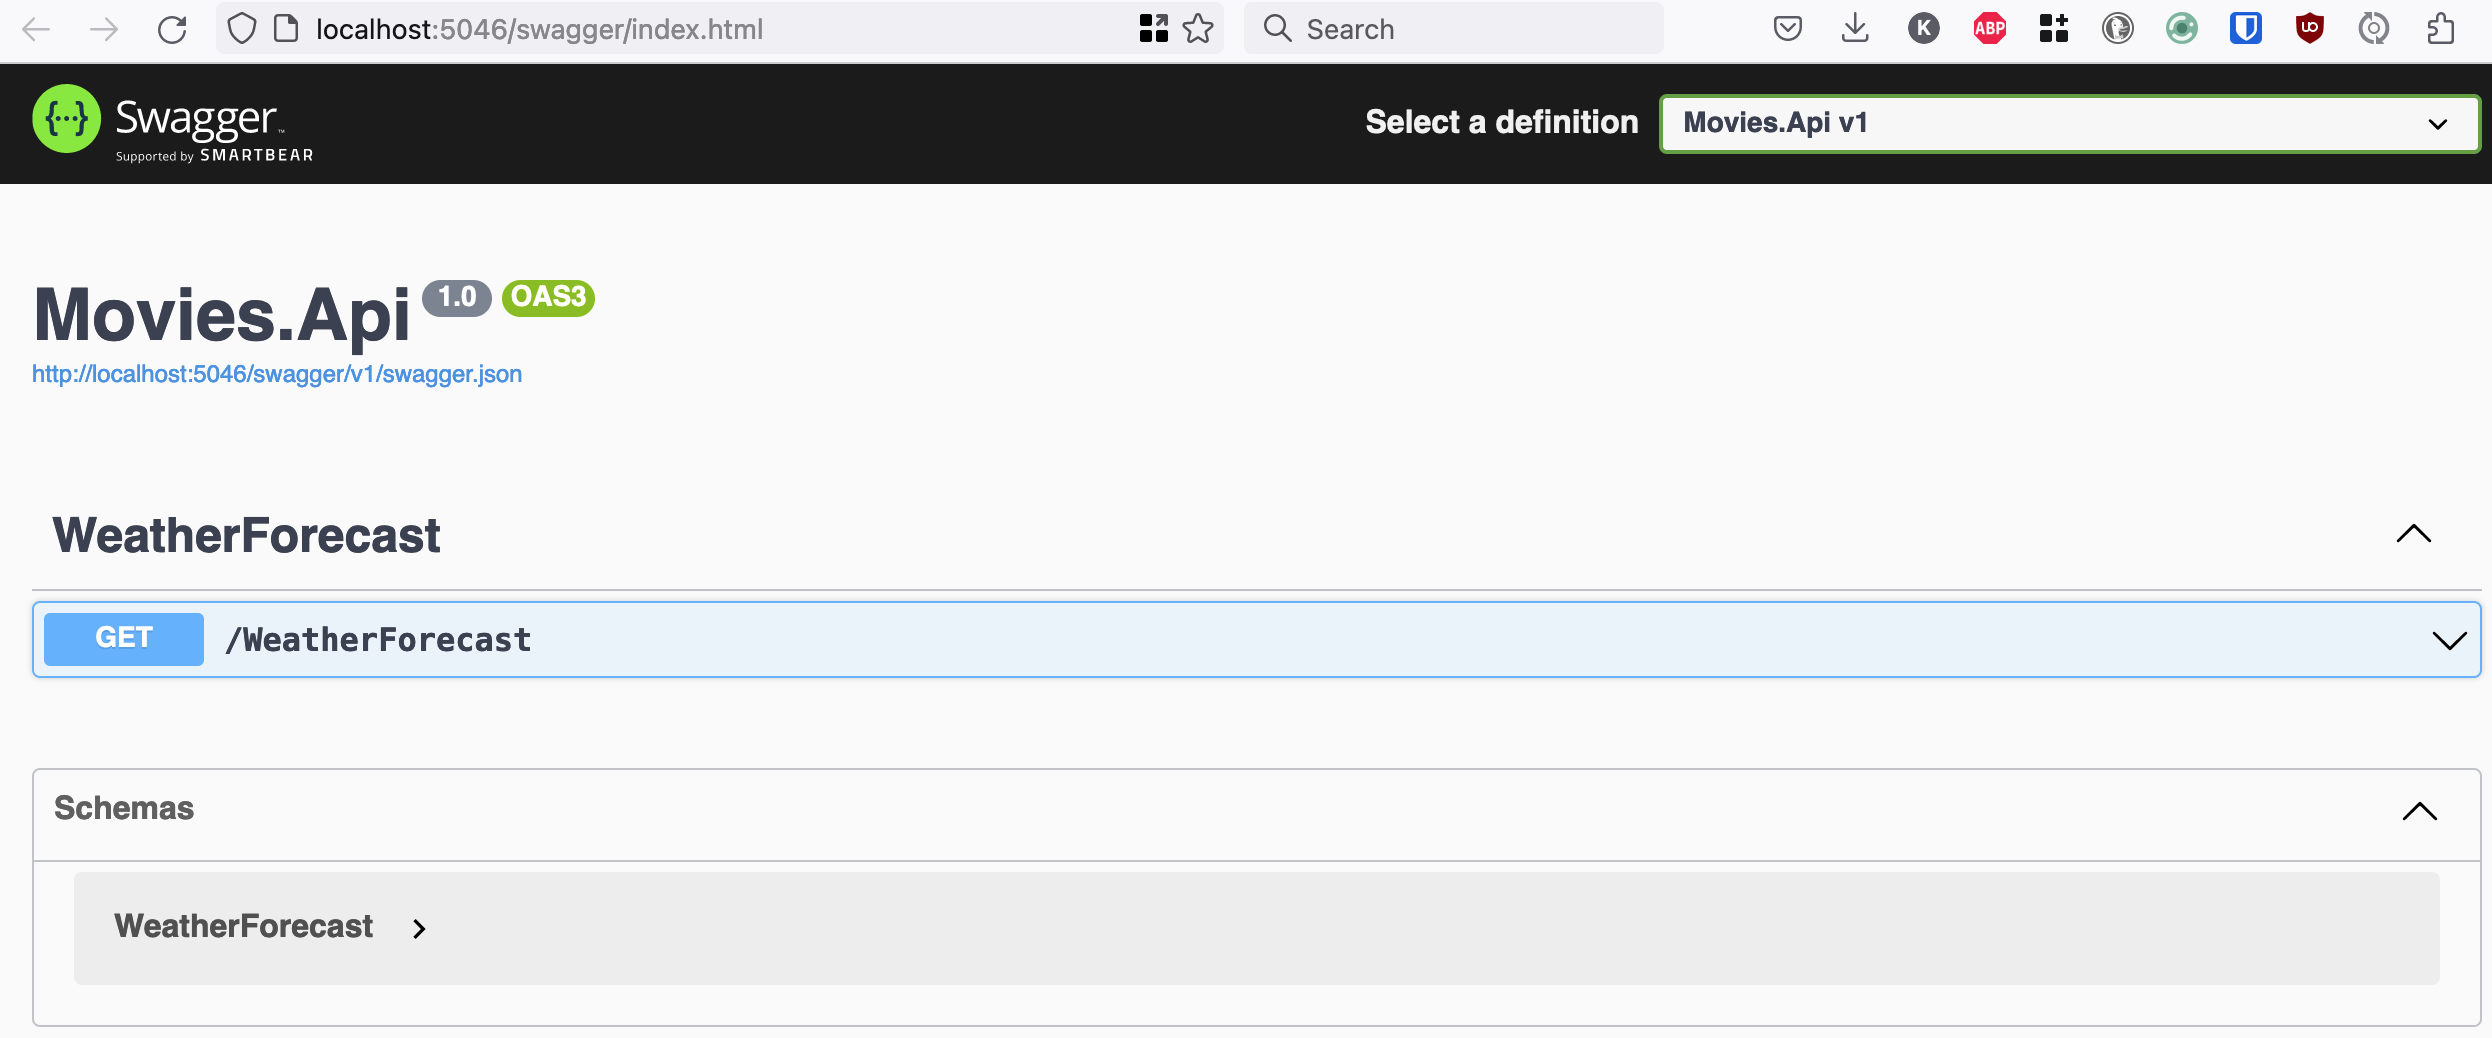 localhost:5046/swagger/index.html
Search
K
ABP
Swagger™
Supported by SMARTBEAR
Select a definition
Movies.Api v1
Movies.Api 1.0 OAS3
http://localhost:5046/swagger/v1/swagger.json
WeatherForecast
GET /WeatherForecast
Schemas
WeatherForecast